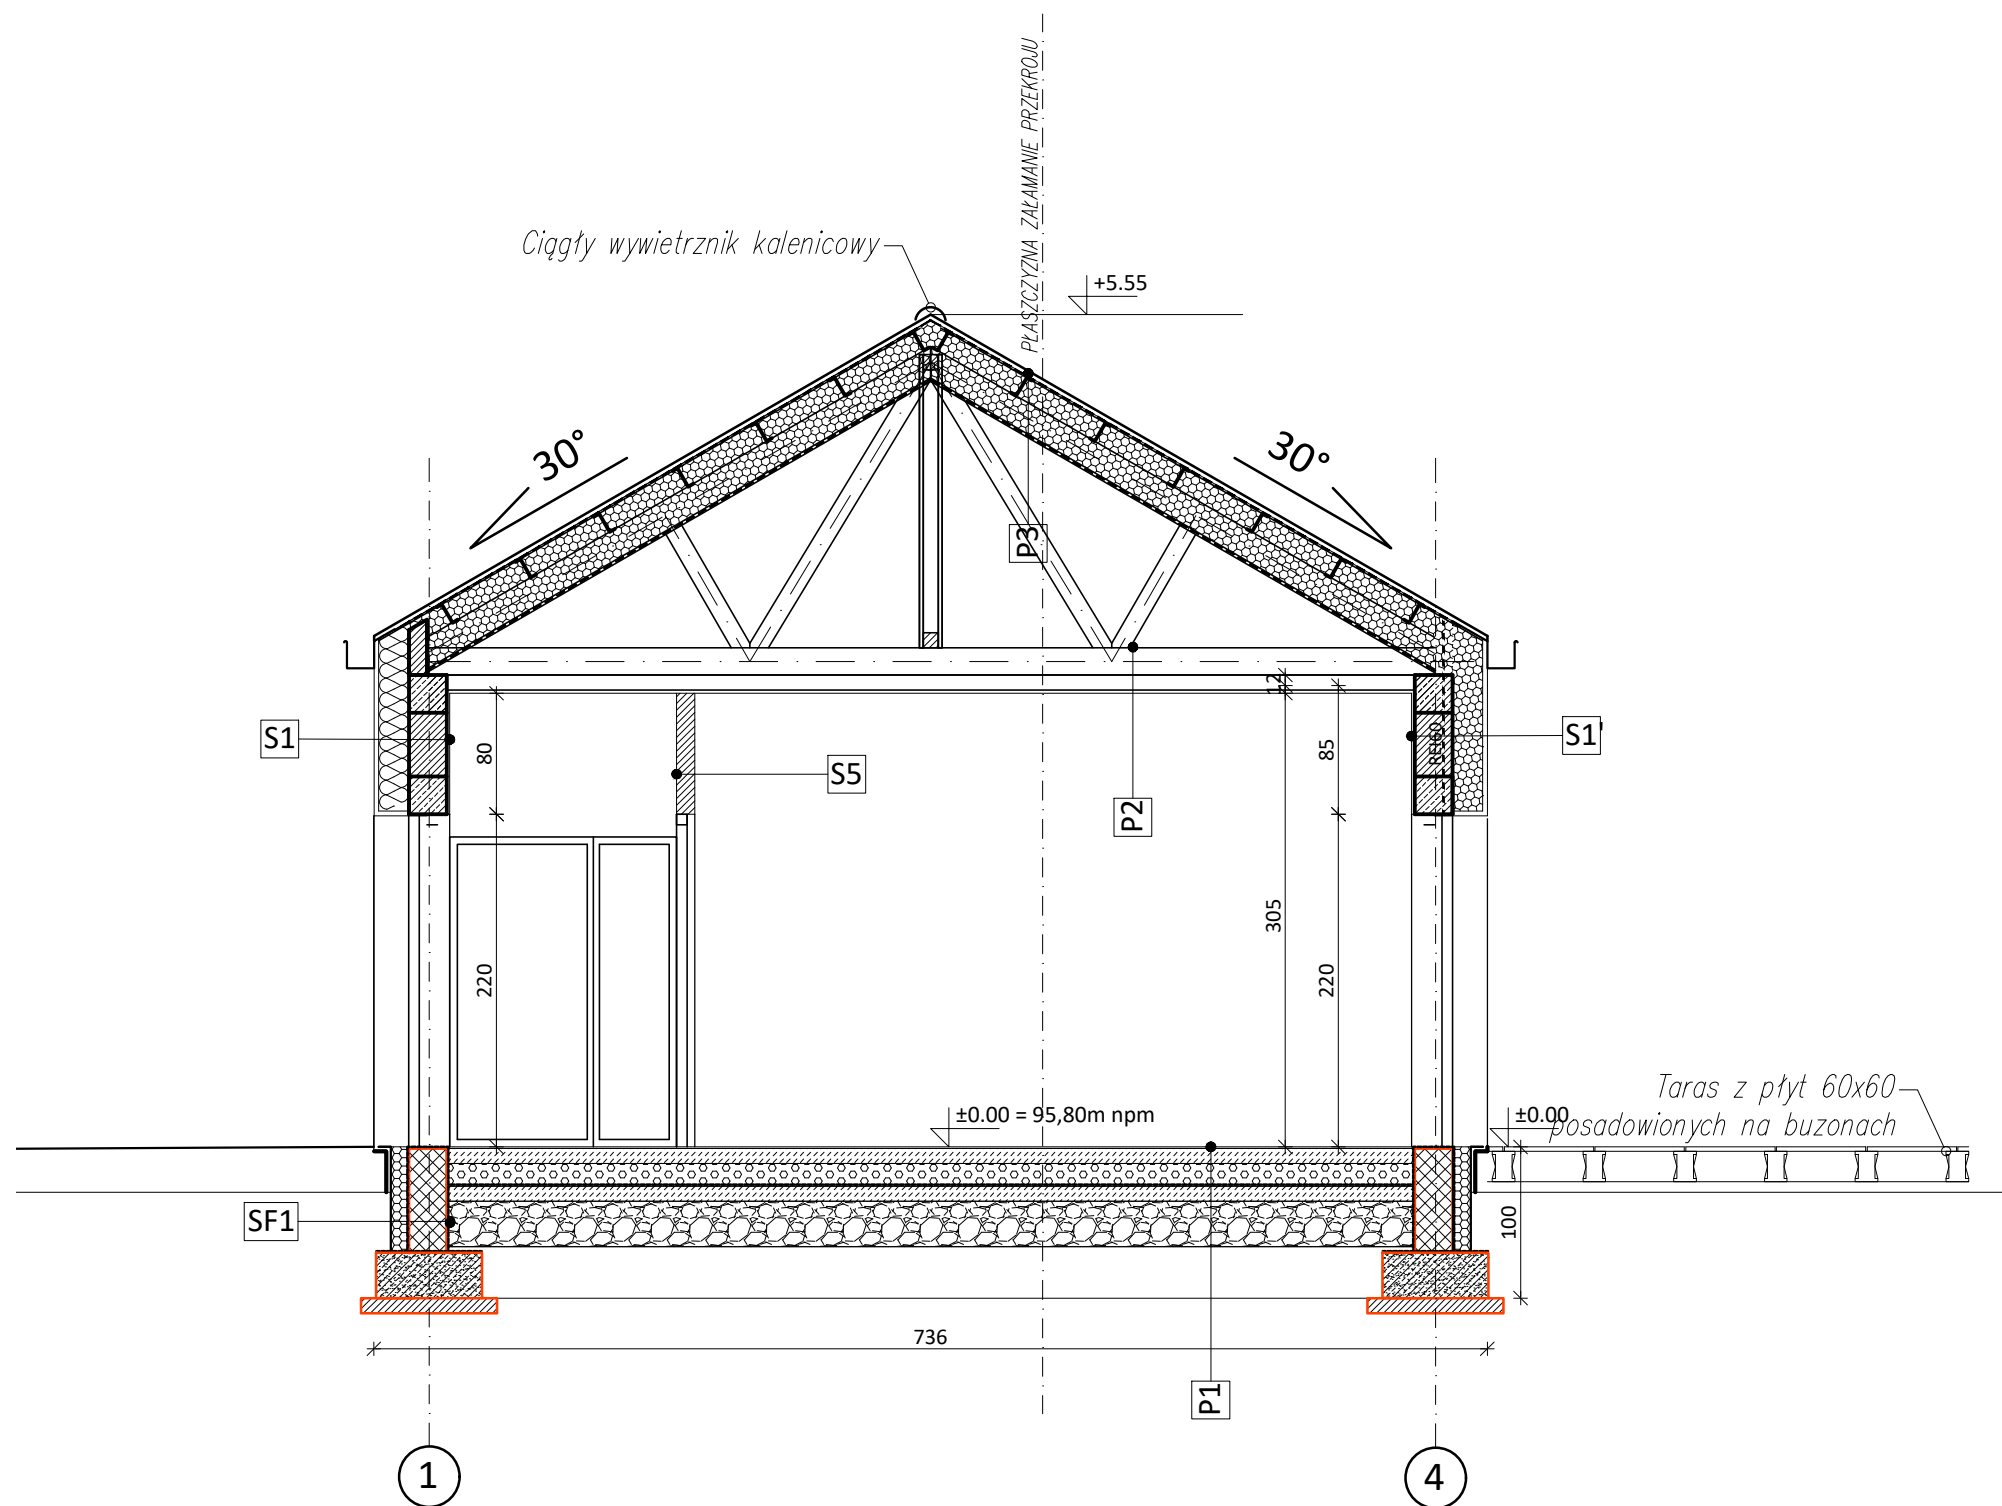 PŁASZCZYZNA ZAŁAMANIE PRZEKROJU
Ciągły wywietrznik kalenicowy
+5.55
30°
30°
P3
12
S1
80
S5
P2
85
REI60
S1'
305
220
220
Taras z płyt 60x60
posadowionych na buzonach
±0.00 = 95,80m npm
±0.00
SF1
100
736
P1
1
4